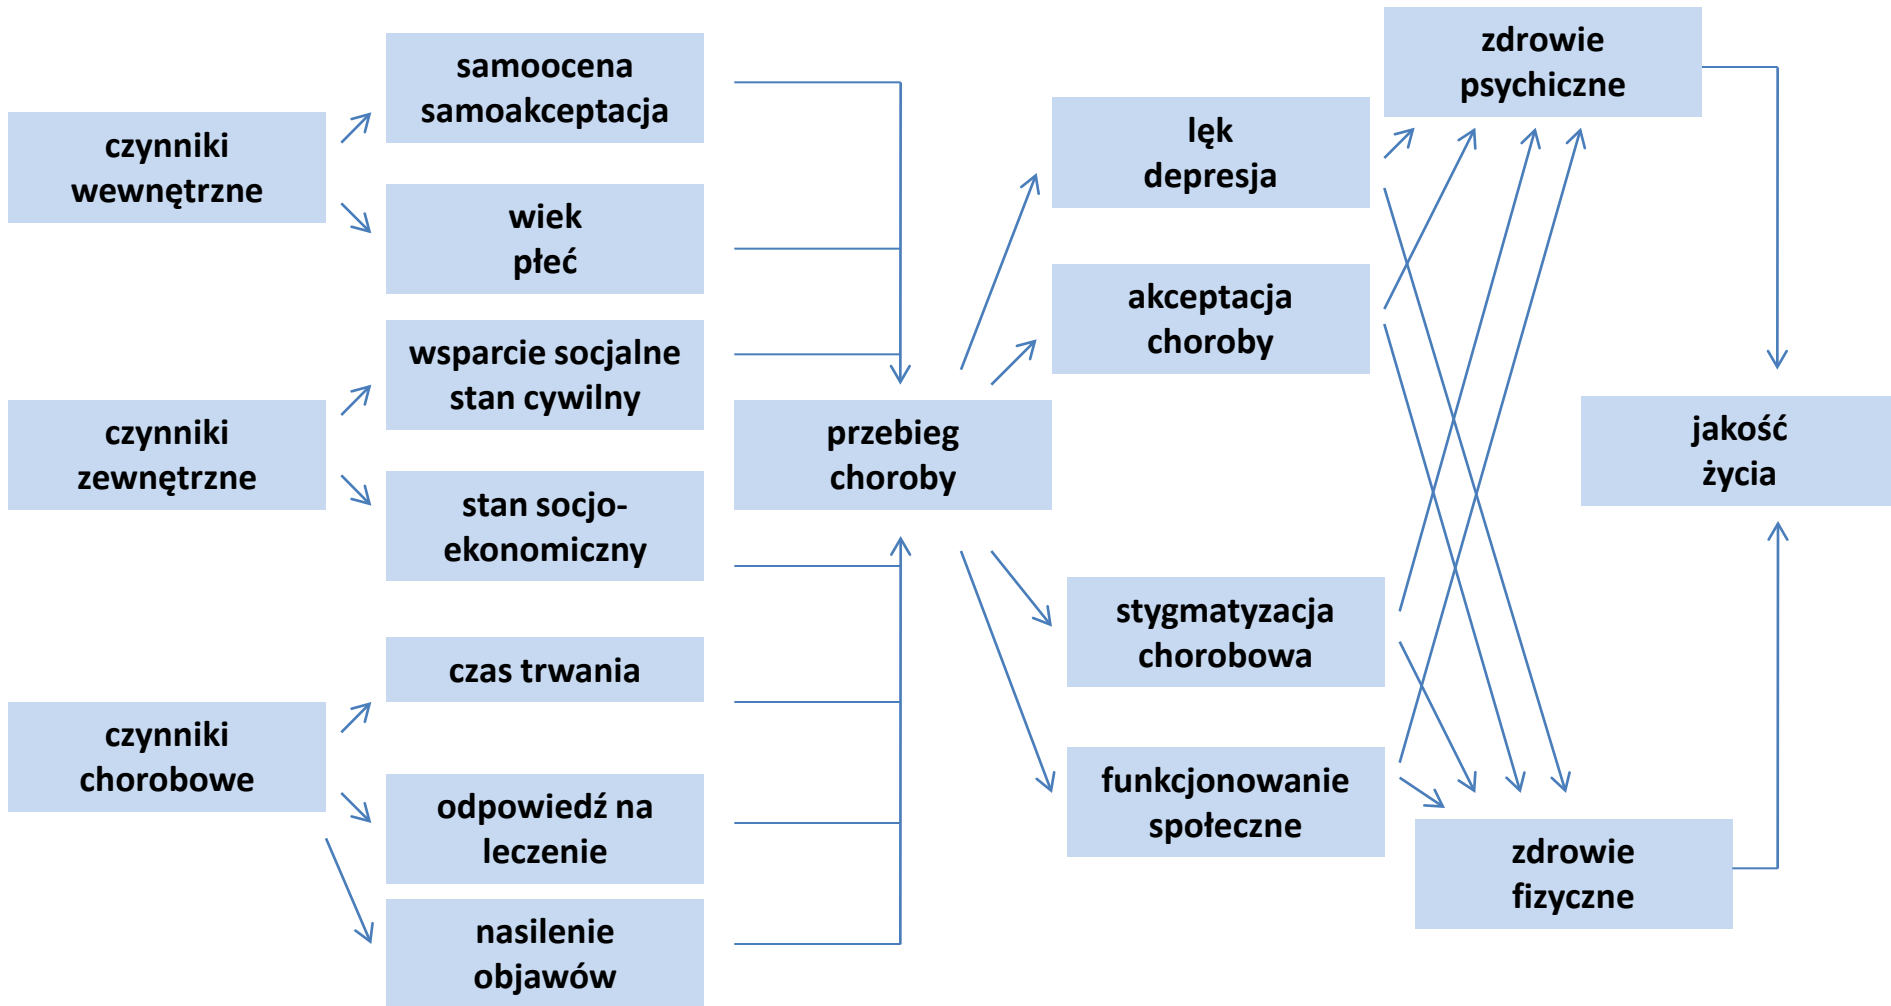 czynniki
wewnętrzne
czynniki
zewnętrzne
czynniki
chorobowe
samoocena
samoakceptacja
wiek
płeć
wsparcie socjalne
stan cywilny
stan socjo-
ekonomiczny
czas trwania
odpowiedź na
leczenie
nasilenie
objawów
przebieg
choroby
lęk
depresja
akceptacja
choroby
stygmatyzacja
chorobowa
funkcjonowanie
społeczne
zdrowie
psychiczne
zdrowie
fizyczne
jakość
życia